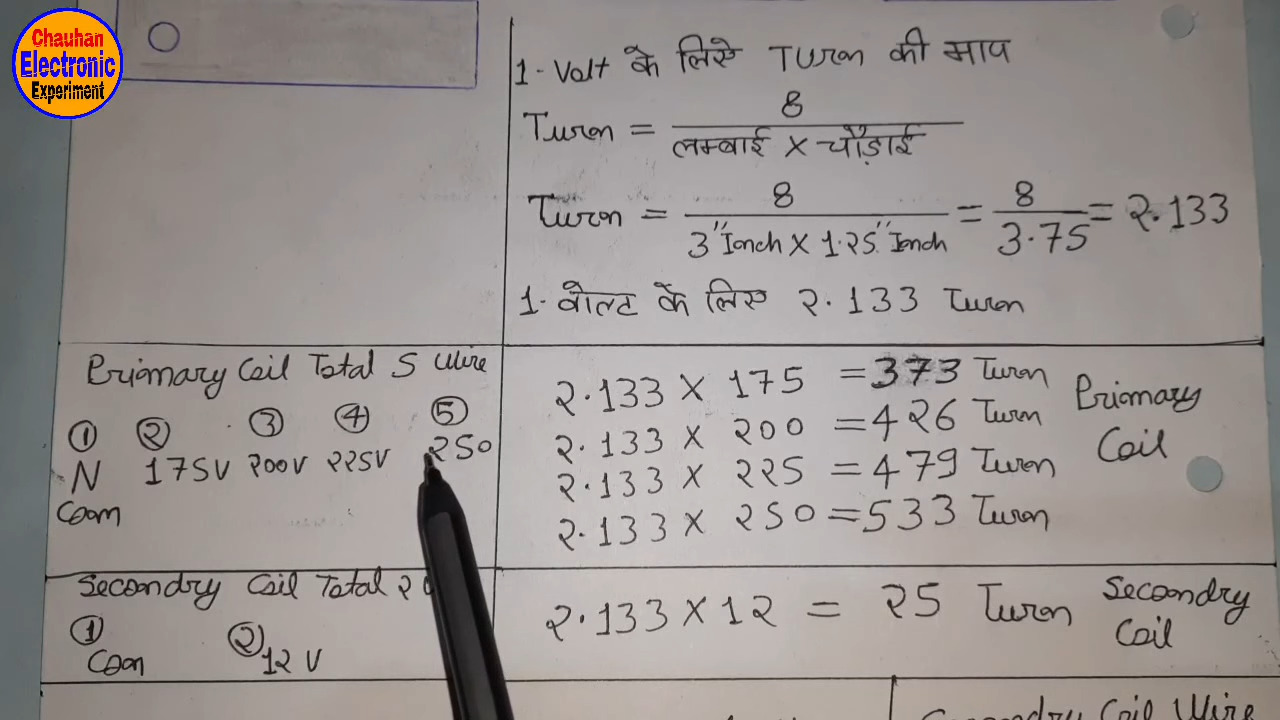 Chauhan
Electronic
Experiment
1- Volt के लिये Turn की माप
Turn = 8 / लम्बाई × चौड़ाई
Turn = 8 / 3" Inch × 1.25" Inch = 8 / 3.75 = 2.133
1- वोल्ट के लिए 2.133 Turn
Primary Coil Total 5 Wire
① ② ③ ④ ⑤
N 175V 200V 225V 250
Com
2.133 × 175 = 373 Turn
2.133 × 200 = 426 Turn
2.133 × 225 = 479 Turn
2.133 × 250 = 533 Turn
Primary
Coil
Secondry Coil Total 2
① ②
Com 12 V
2.133 × 12 = 25 Turn
Secondry
Coil
Secondry Coil Wire